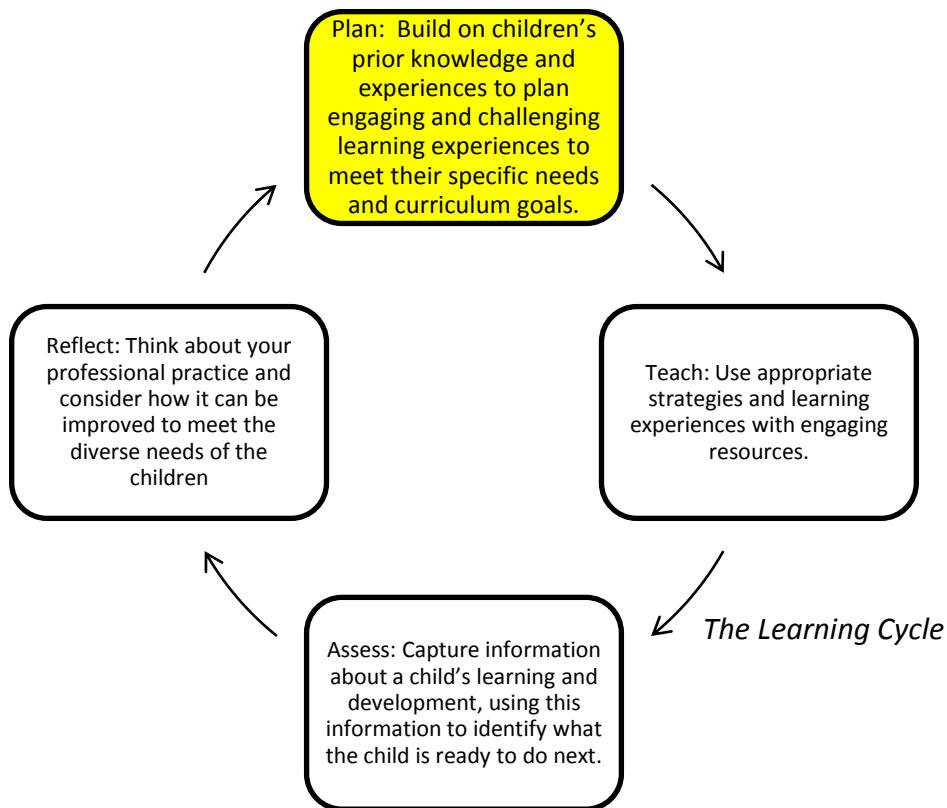 Plan:  Build on children's
prior knowledge and
experiences to plan
engaging and challenging
learning experiences to
meet their specific needs
and curriculum goals.
Teach: Use appropriate
strategies and learning
experiences with engaging
resources.
Assess: Capture information
about a child's learning and
development, using this
information to identify what
the child is ready to do next.
Reflect: Think about your
professional practice and
consider how it can be
improved to meet the
diverse needs of the
children
The Learning Cycle